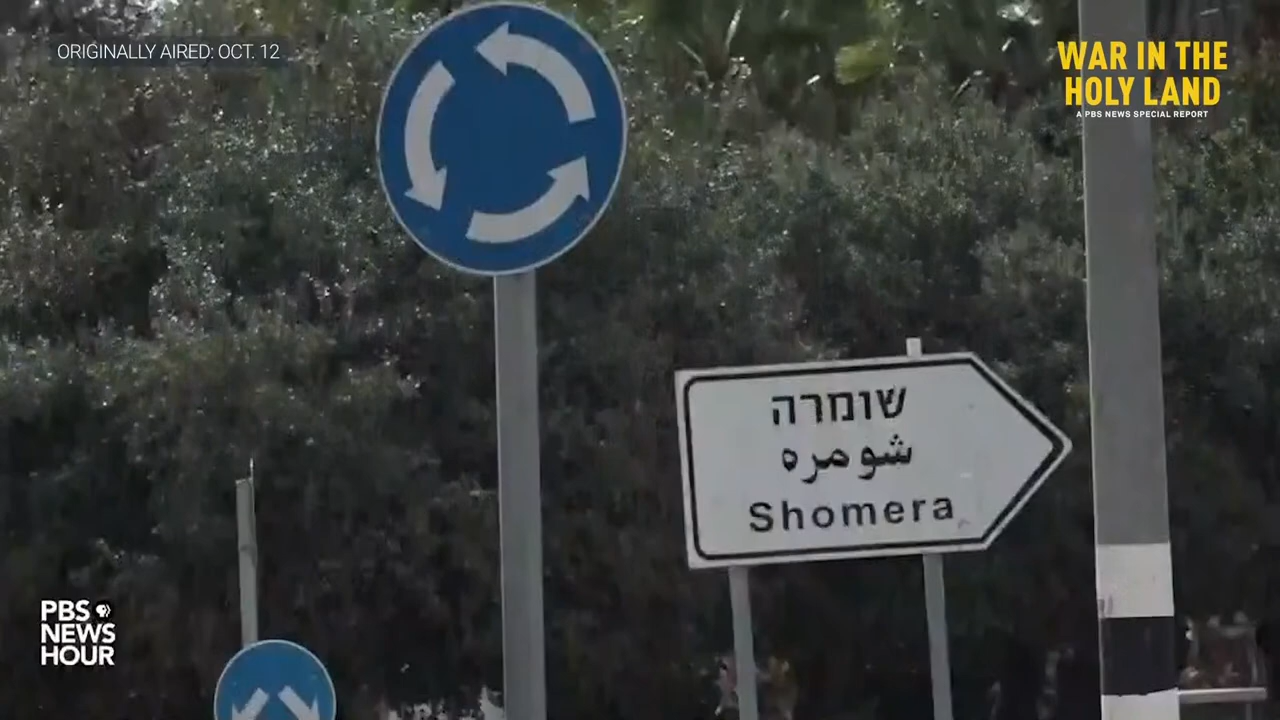 ORIGINALLY AIRED: OCT. 12
WAR IN THE
HOLY LAND
A PBS NEWS SPECIAL REPORT
שומרה
شومره
Shomera
PBS
NEWS
HOUR